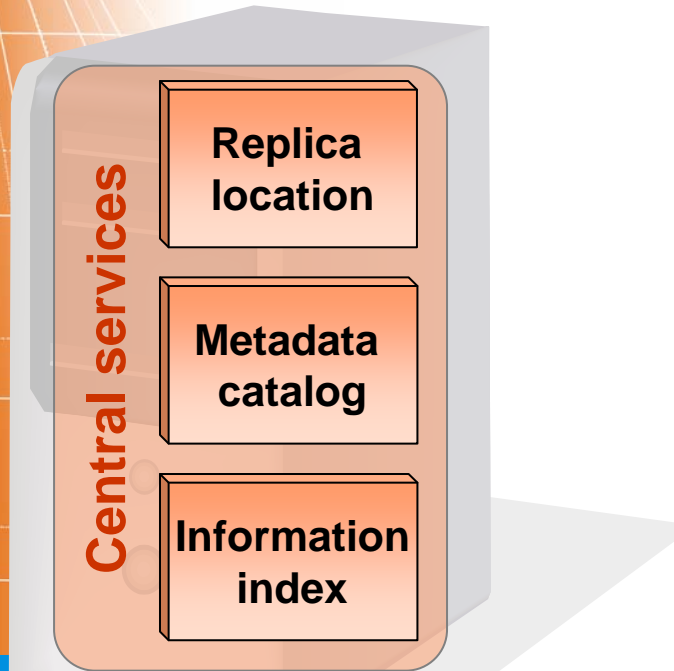 Central services
Replica
location
Metadata
catalog
Information
index